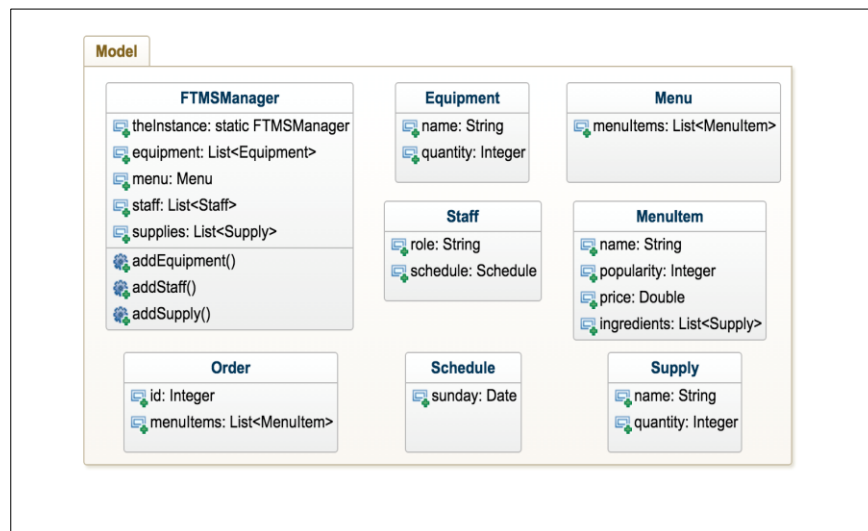 Model
FTMSManager
theInstance: static FTMSManager
equipment: List<Equipment>
menu: Menu
staff: List<Staff>
supplies: List<Supply>
addEquipment()
addStaff()
addSupply()
Equipment
name: String
quantity: Integer
Menu
menuItems: List<MenuItem>
Staff
role: String
schedule: Schedule
MenuItem
name: String
popularity: Integer
price: Double
ingredients: List<Supply>
Order
id: Integer
menuItems: List<MenuItem>
Schedule
sunday: Date
Supply
name: String
quantity: Integer